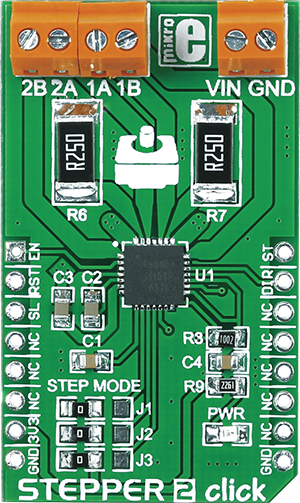 mikro e
2B 2A 1A 1B
VIN GND
R250
R250
R6
R7
EN
RST
SL
NC
NC
NC
3V3
GND
ST
DIR
NC
NC
NC
NC
NC
GND
U1
C3 C2
C1
R3
1002
C4
R9
2261
STEP MODE
J1
J2
J3
PWR
STEPPER 2 click